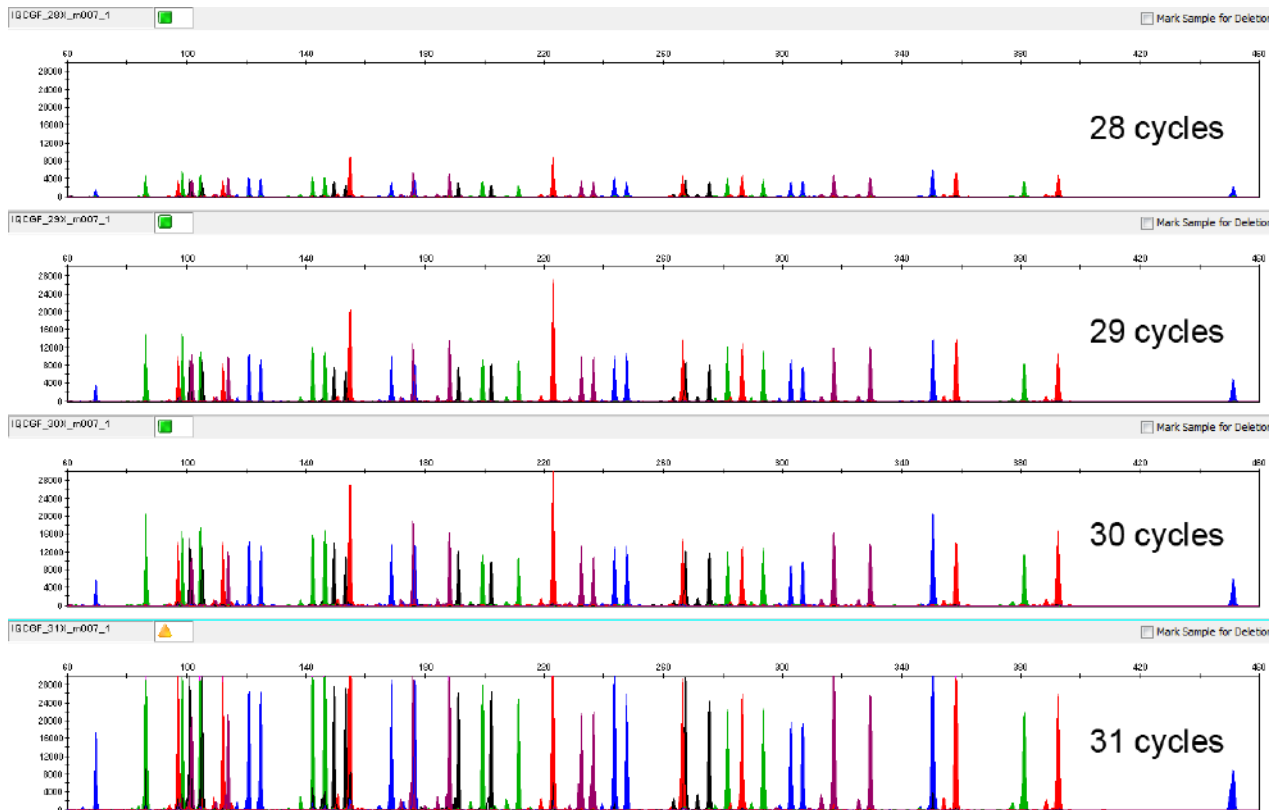 IQCGF_28X_m007_1 Mark Sample for Deletion
60 100 140 180 220 260 300 340 380 420 460
28000
24000
20000
16000
12000
8000
4000
0
28 cycles
IQCGF_29X_m007_1 Mark Sample for Deletion
60 100 140 180 220 260 300 340 380 420 460
28000
24000
20000
16000
12000
8000
4000
0
29 cycles
IQCGF_30X_m007_1 Mark Sample for Deletion
60 100 140 180 220 260 300 340 380 420 460
28000
24000
20000
16000
12000
8000
4000
0
30 cycles
IQCGF_31X_m007_1 Mark Sample for Deletion
60 100 140 180 220 260 300 340 380 420 460
28000
24000
20000
16000
12000
8000
4000
0
31 cycles